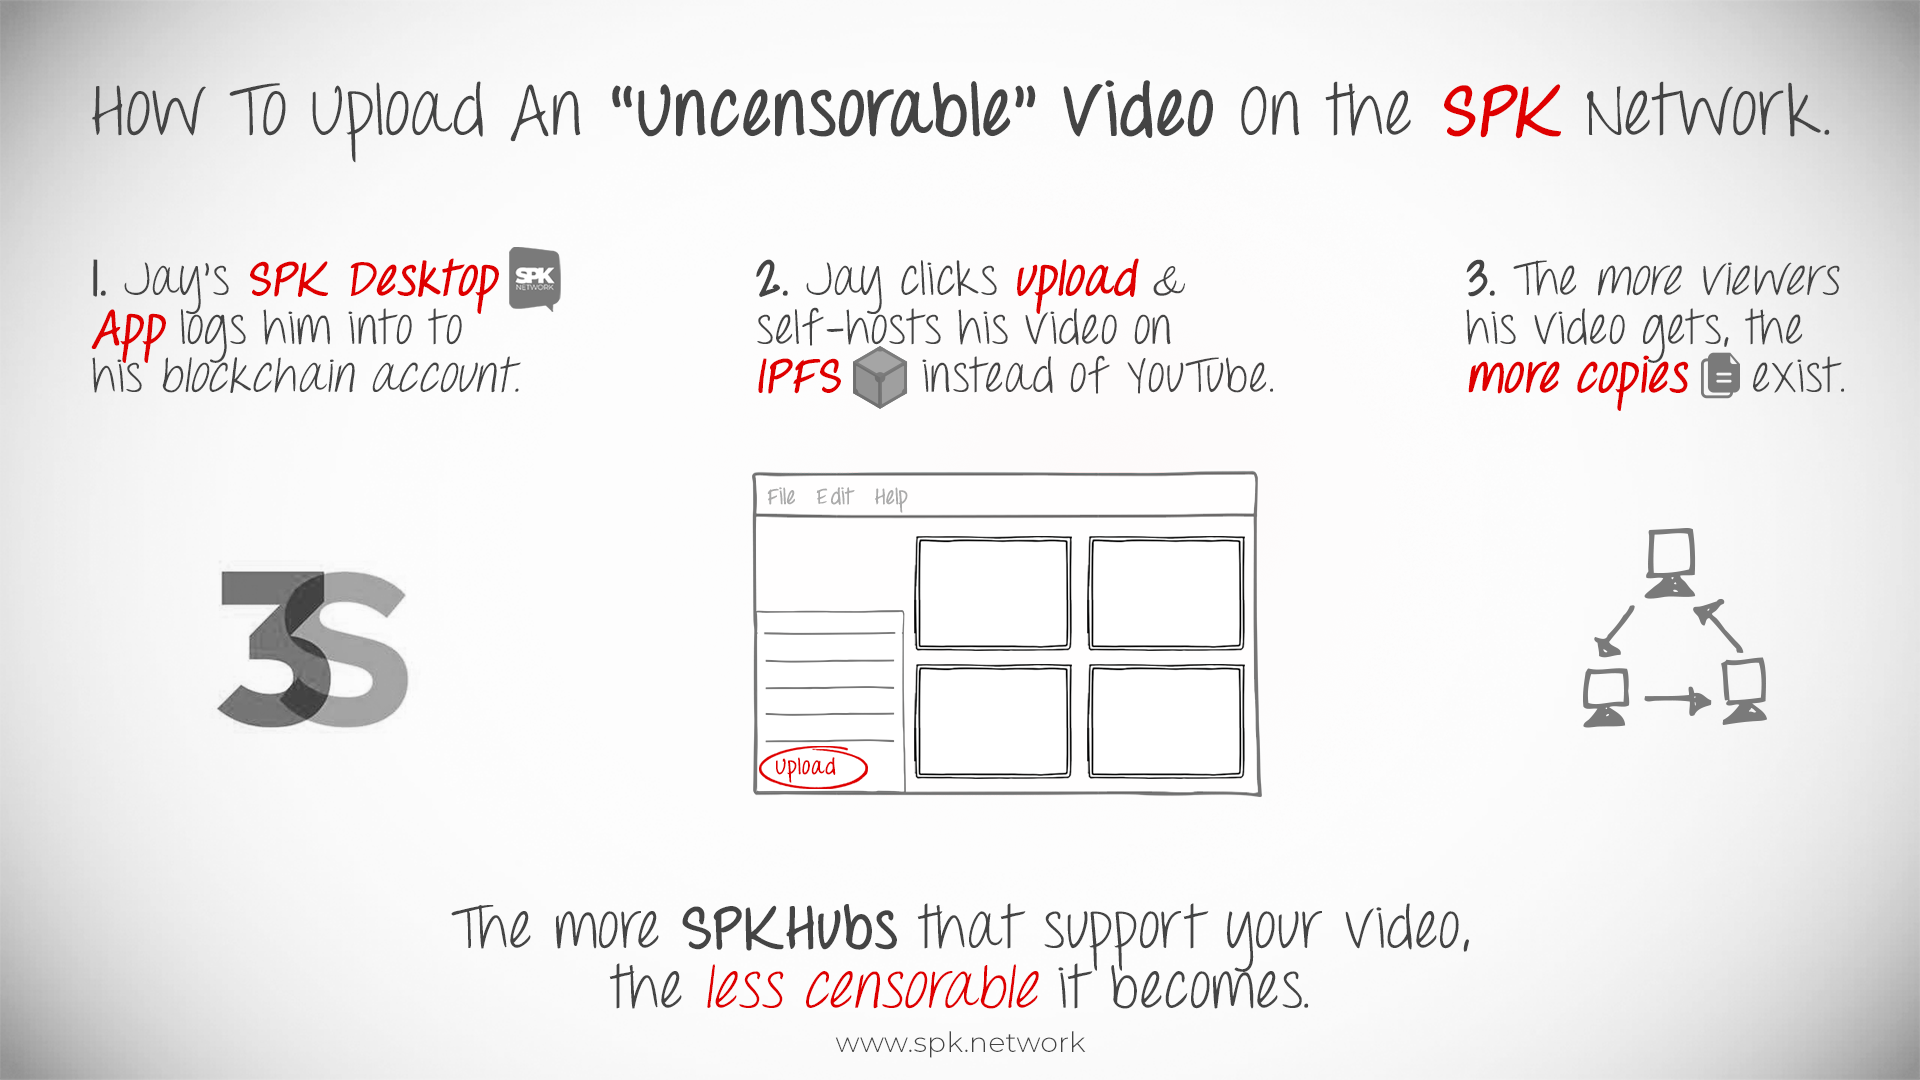 How To Upload An “Uncensorable” Video On the SPK Network.
1. Jay's SPK Desktop
SPK
NETWORK
App logs him into to
his blockchain account.
2. Jay clicks upload &
self-hosts his video on
IPFS instead of YouTube.
3. The more viewers
his video gets, the
more copies exist.
3S
File Edit Help
upload
The more SPKHubs that support your video,
the less censorable it becomes.
www.spk.network